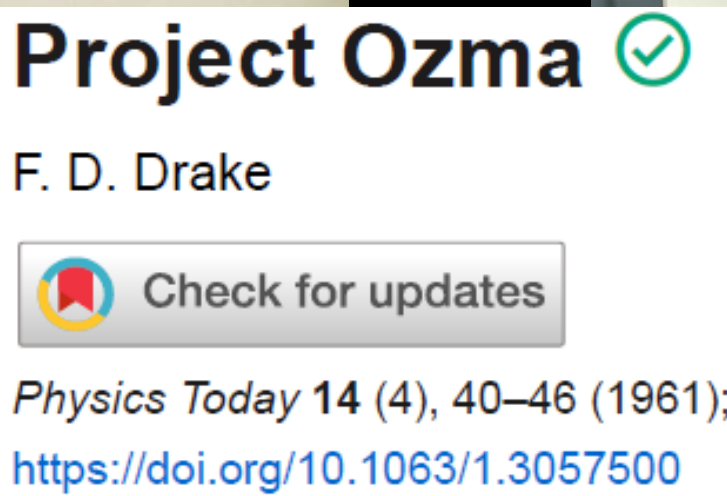 Project Ozma
F. D. Drake
Check for updates
Physics Today 14 (4), 40–46 (1961);
https://doi.org/10.1063/1.3057500